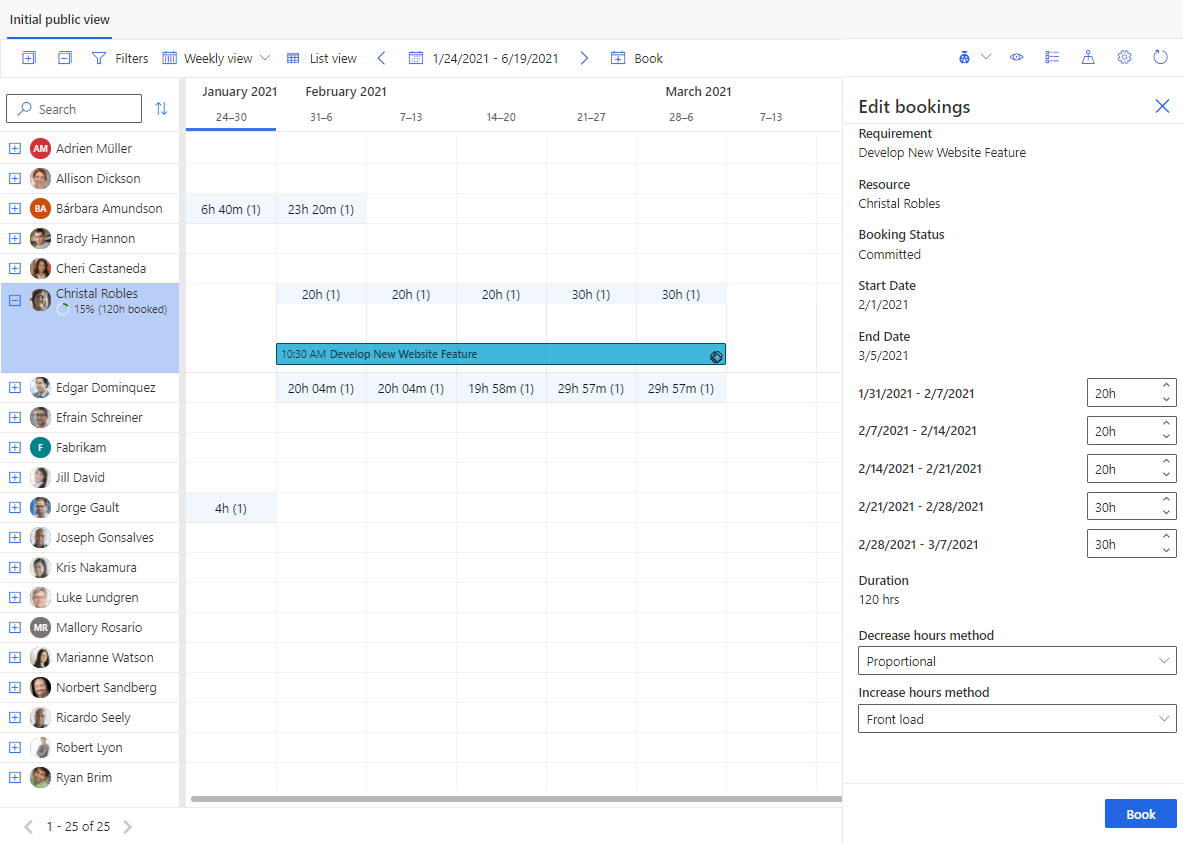 Initial public view
Filters
Weekly view
List view
1/24/2021 - 6/19/2021
Book
Search
January 2021
February 2021
March 2021
24–30
31–6
7–13
14–20
21–27
28–6
7–13
AM Adrien Müller
Allison Dickson
BA Bárbara Amundson
6h 40m (1)
23h 20m (1)
Brady Hannon
Cheri Castaneda
Christal Robles
15% (120h booked)
20h (1)
20h (1)
20h (1)
30h (1)
30h (1)
10:30 AM Develop New Website Feature
Edgar Dominquez
20h 04m (1)
20h 04m (1)
19h 58m (1)
29h 57m (1)
29h 57m (1)
Efrain Schreiner
F Fabrikam
Jill David
Jorge Gault
4h (1)
Joseph Gonsalves
Kris Nakamura
Luke Lundgren
MR Mallory Rosario
Marianne Watson
Norbert Sandberg
Ricardo Seely
Robert Lyon
Ryan Brim
1 - 25 of 25
Edit bookings
Requirement
Develop New Website Feature
Resource
Christal Robles
Booking Status
Committed
Start Date
2/1/2021
End Date
3/5/2021
1/31/2021 - 2/7/2021 20h
2/7/2021 - 2/14/2021 20h
2/14/2021 - 2/21/2021 20h
2/21/2021 - 2/28/2021 30h
2/28/2021 - 3/7/2021 30h
Duration
120 hrs
Decrease hours method
Proportional
Increase hours method
Front load
Book